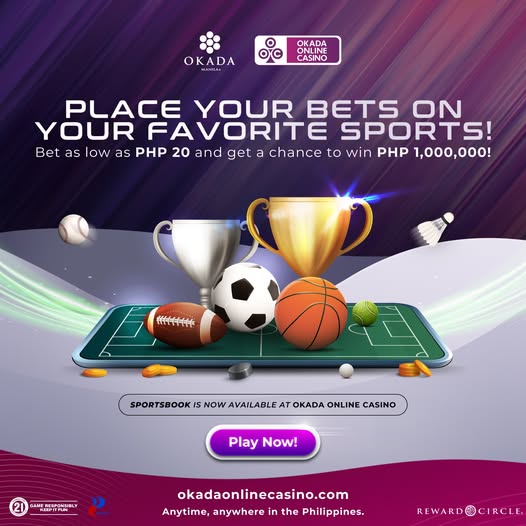 OKADA
MANILA
OKADA
ONLINE
CASINO
PLACE YOUR BETS ON
YOUR FAVORITE SPORTS!
Bet as low as PHP 20 and get a chance to win PHP 1,000,000!
SPORTSBOOK IS NOW AVAILABLE AT OKADA ONLINE CASINO
Play Now!
21
GAME RESPONSIBLY
KEEP IT FUN.
okadaonlinecasino.com
Anytime, anywhere in the Philippines.
REWARD CIRCLE